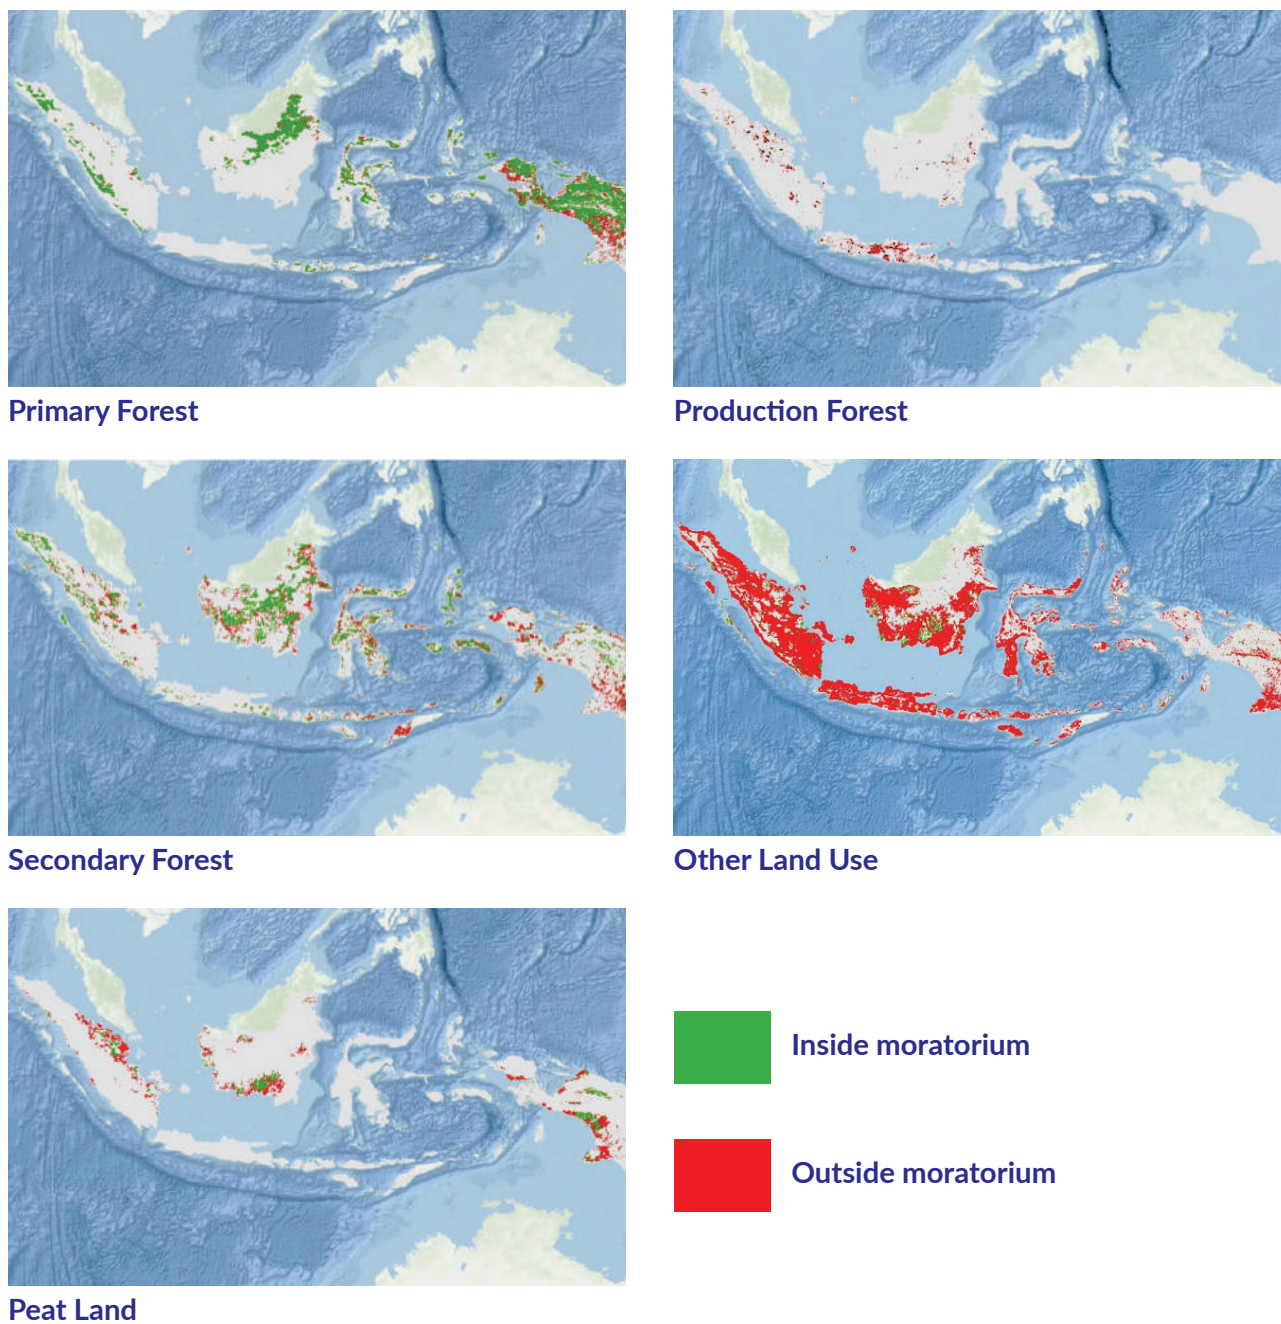 Primary Forest
Production Forest
Secondary Forest
Other Land Use
Inside moratorium
Outside moratorium
Peat Land